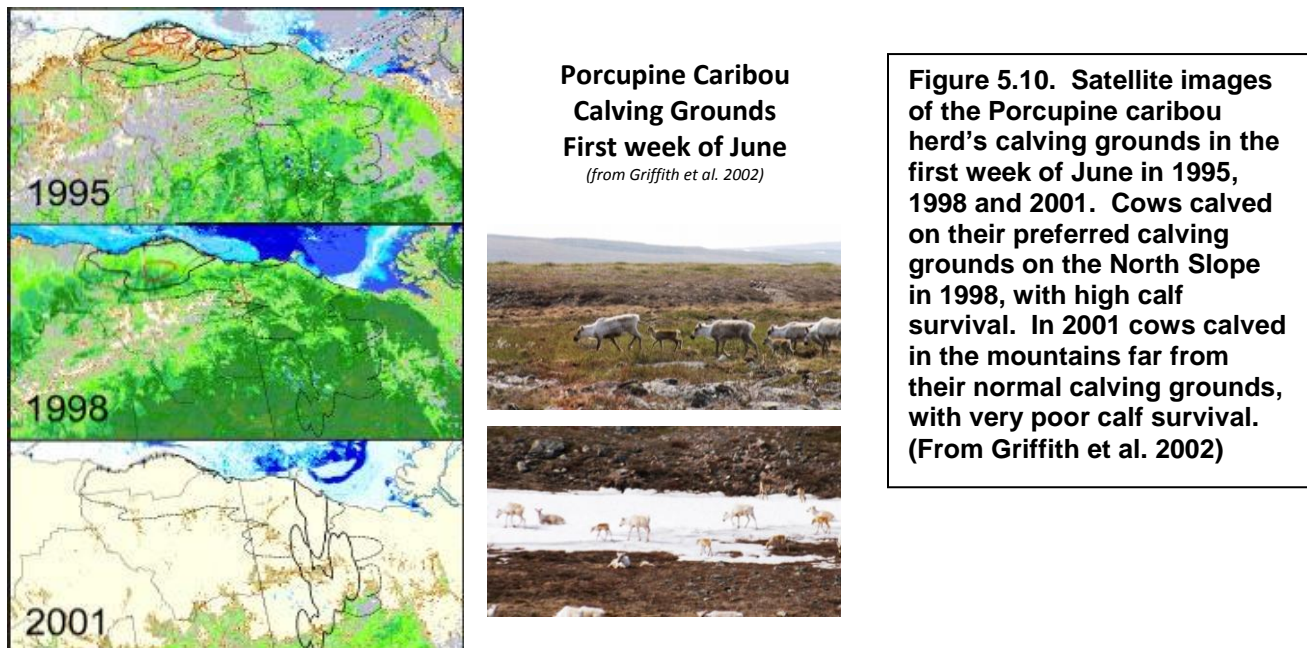 1995
1998
2001
Porcupine Caribou
Calving Grounds
First week of June
(from Griffith et al. 2002)
Figure 5.10.  Satellite images
of the Porcupine caribou
herd's calving grounds in the
first week of June in 1995,
1998 and 2001.  Cows calved
on their preferred calving
grounds on the North Slope
in 1998, with high calf
survival.  In 2001 cows calved
in the mountains far from
their normal calving grounds,
with very poor calf survival.
(From Griffith et al. 2002)